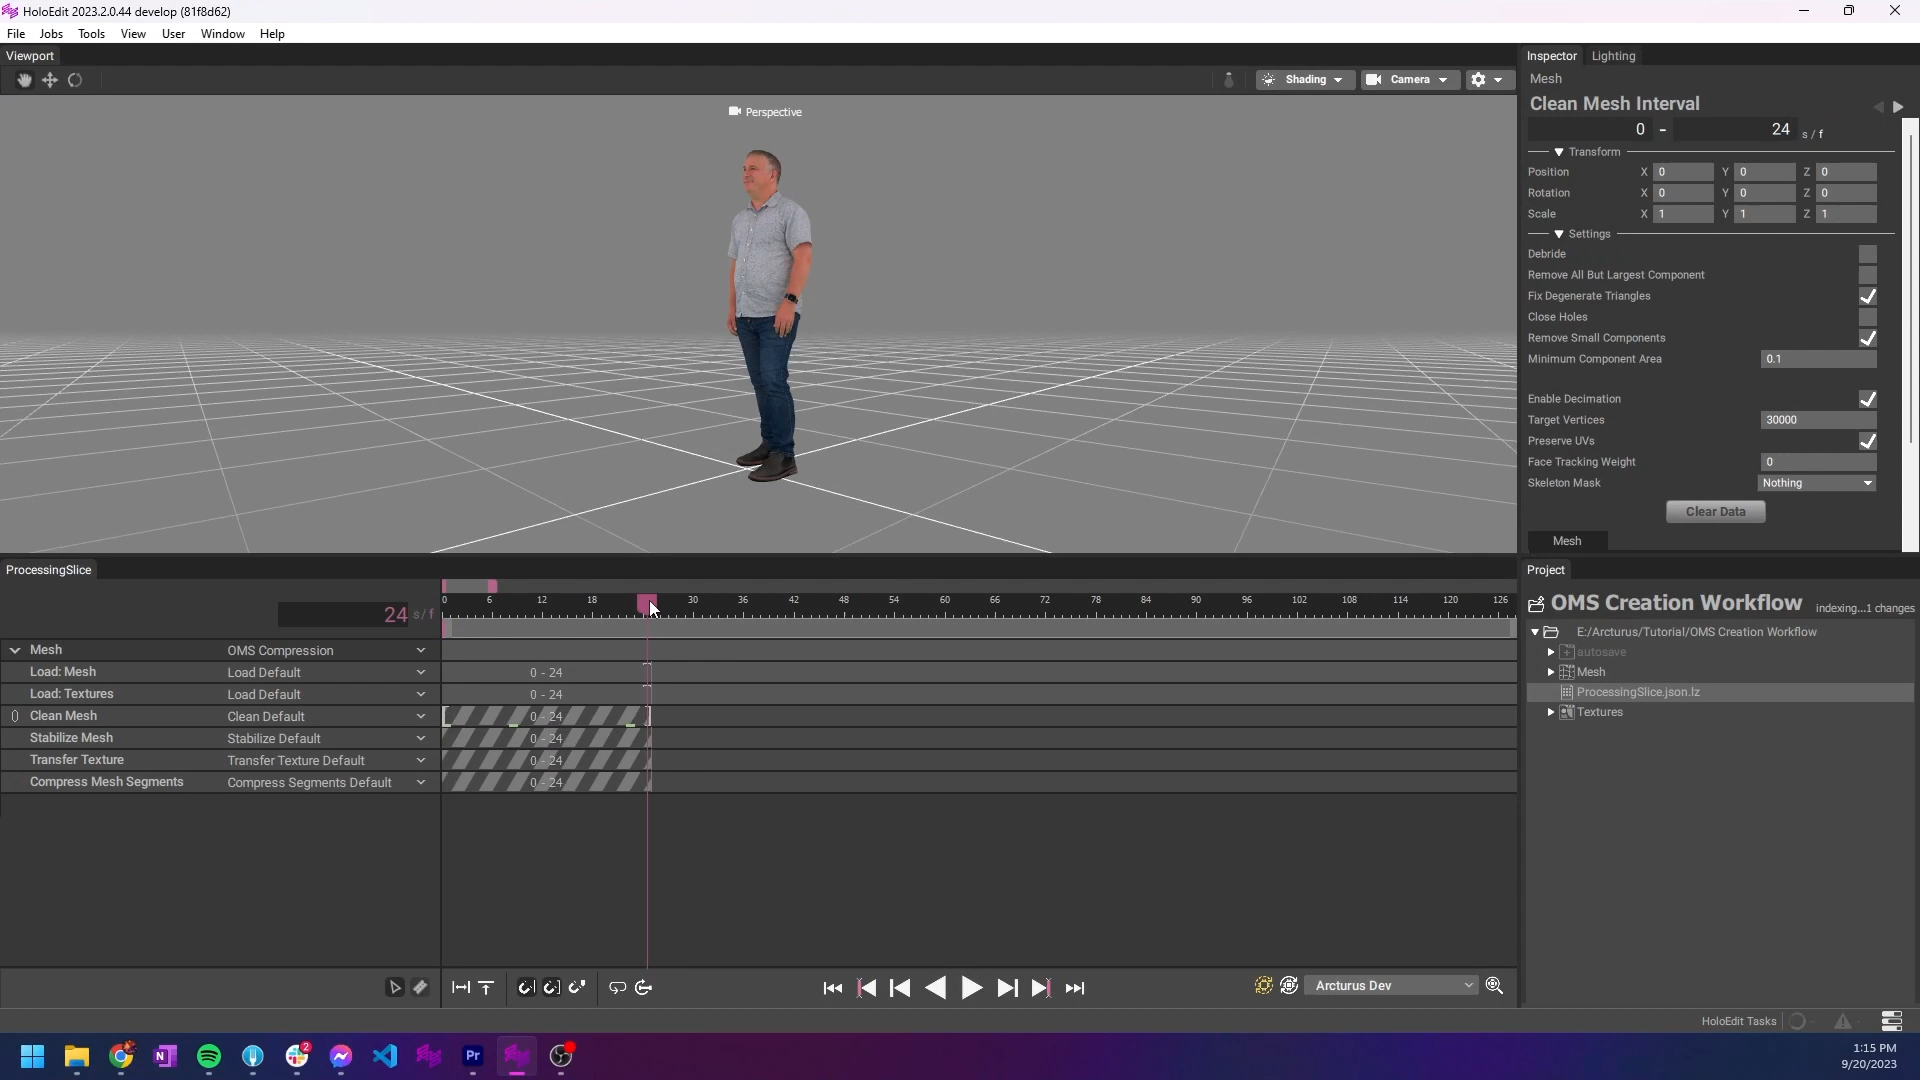 HoloEdit 2023.2.0.44 develop (81f8d62)
File Jobs Tools View User Window Help
Viewport
Shading Camera
Perspective
Inspector Lighting
Mesh
Clean Mesh Interval
0 - 24 s/f
Transform
Position X 0 Y 0 Z 0
Rotation X 0 Y 0 Z 0
Scale X 1 Y 1 Z 1
Settings
Debride
Remove All But Largest Component
Fix Degenerate Triangles
Close Holes
Remove Small Components
Minimum Component Area 0.1
Enable Decimation
Target Vertices 30000
Preserve UVs
Face Tracking Weight 0
Skeleton Mask Nothing
Clear Data
Mesh
ProcessingSlice
24 s/f
0 6 12 18 30 36 42 48 54 60 66 72 78 84 90 96 102 108 114 120 126
Mesh OMS Compression
Load: Mesh Load Default 0 - 24
Load: Textures Load Default 0 - 24
Clean Mesh Clean Default 0 - 24
Stabilize Mesh Stabilize Default 0 - 24
Transfer Texture Transfer Texture Default 0 - 24
Compress Mesh Segments Compress Segments Default 0 - 24
Arcturus Dev
Project
OMS Creation Workflow indexing...1 changes
E:/Arcturus/Tutorial/OMS Creation Workflow
autosave
Mesh
ProcessingSlice.json.lz
Textures
HoloEdit Tasks
N
2
Pr
1:15 PM
9/20/2023